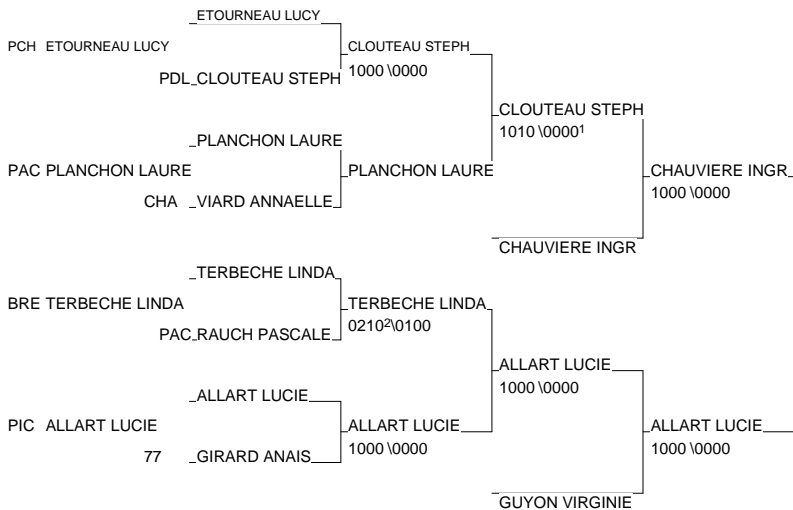 ETOURNEAU LUCY
PCH ETOURNEAU LUCY
CLOUTEAU STEPH
1000 \0000
PDL CLOUTEAU STEPH
CLOUTEAU STEPH
1010 \0000¹
PLANCHON LAURE
PAC PLANCHON LAURE
PLANCHON LAURE
CHAUVIERE INGR
1000 \0000
CHA VIARD ANNAELLE
CHAUVIERE INGR
TERBECHE LINDA
BRE TERBECHE LINDA
TERBECHE LINDA
0210²\0100
PAC RAUCH PASCALE
ALLART LUCIE
1000 \0000
ALLART LUCIE
PIC ALLART LUCIE
ALLART LUCIE
1000 \0000
ALLART LUCIE
1000 \0000
77 GIRARD ANAIS
GUYON VIRGINIE